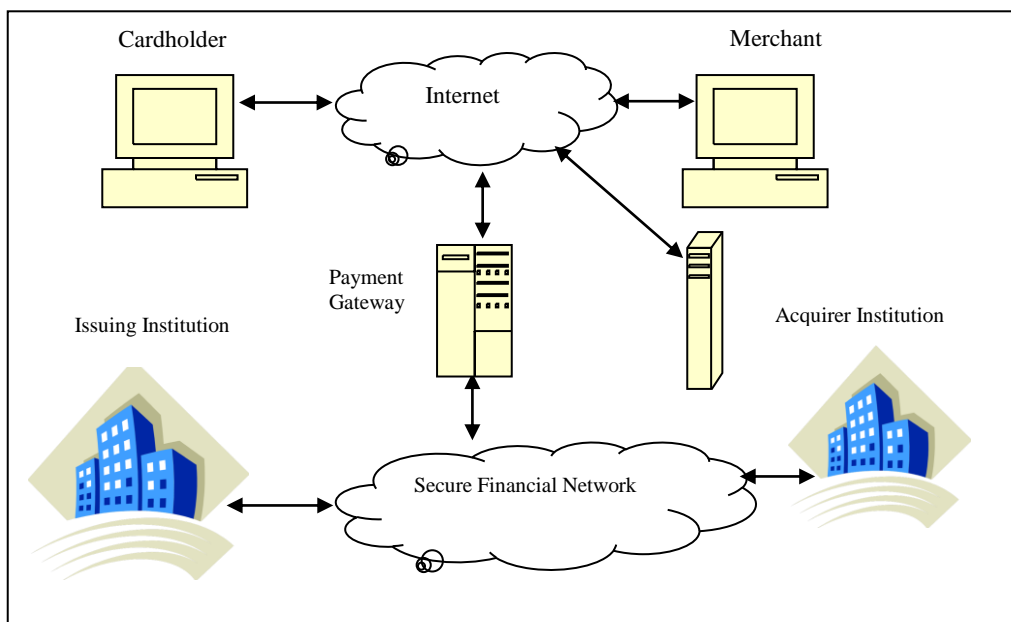 Cardholder
Merchant
Internet
Payment
Gateway
Issuing Institution
Acquirer Institution
Secure Financial Network